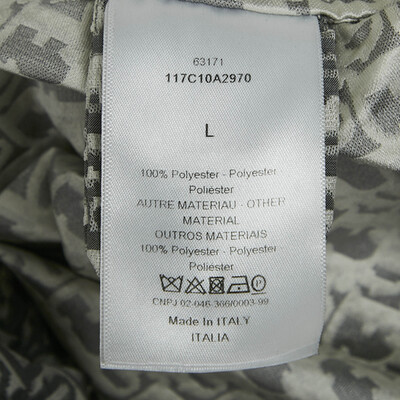 63171
117C10A2970
L
100% Polyester - Polyester
Poliéster
AUTRE MATERIAU - OTHER
MATERIAL
OUTROS MATERIAIS
100% Polyester - Polyester
Poliéster
CNPJ 02-046-366/0003-99
Made In ITALY
ITALIA